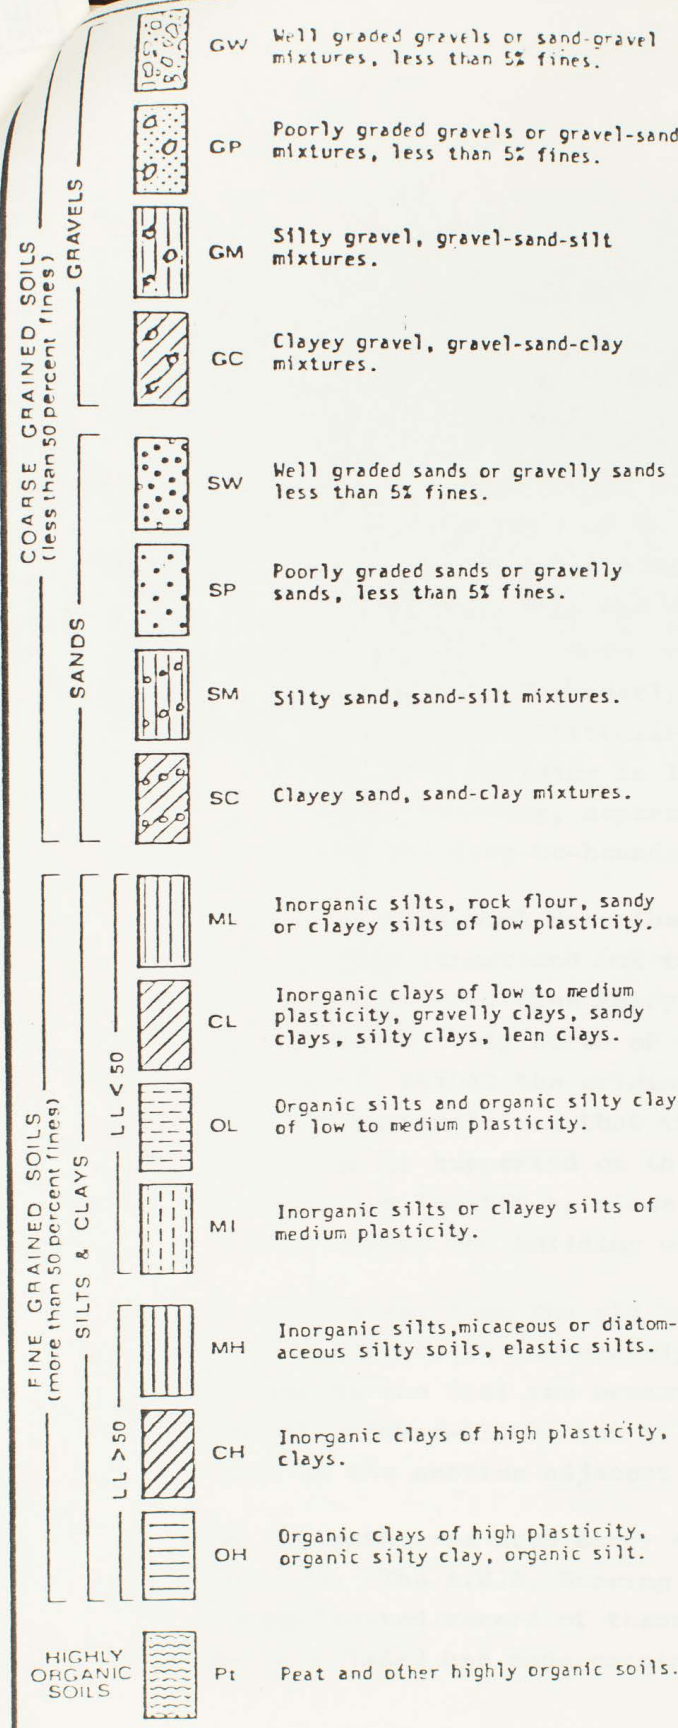 COARSE GRAINED SOILS
(less than 50 percent fines)
GRAVELS
GW
Well graded gravels or sand-gravel
mixtures, less than 5% fines.
GP
Poorly graded gravels or gravel-sand
mixtures, less than 5% fines.
GM
Silty gravel, gravel-sand-silt
mixtures.
GC
Clayey gravel, gravel-sand-clay
mixtures.
SANDS
SW
Well graded sands or gravelly sands
less than 5% fines.
SP
Poorly graded sands or gravelly
sands, less than 5% fines.
SM
Silty sand, sand-silt mixtures.
SC
Clayey sand, sand-clay mixtures.
FINE GRAINED SOILS
(more than 50 percent fines)
SILTS & CLAYS
LL < 50
ML
Inorganic silts, rock flour, sandy
or clayey silts of low plasticity.
CL
Inorganic clays of low to medium
plasticity, gravelly clays, sandy
clays, silty clays, lean clays.
OL
Organic silts and organic silty clay
of low to medium plasticity.
MI
Inorganic silts or clayey silts of
medium plasticity.
LL > 50
MH
Inorganic silts,micaceous or diatom-
aceous silty soils, elastic silts.
CH
Inorganic clays of high plasticity,
clays.
OH
Organic clays of high plasticity,
organic silty clay, organic silt.
HIGHLY
ORGANIC
SOILS
Pt
Peat and other highly organic soils.